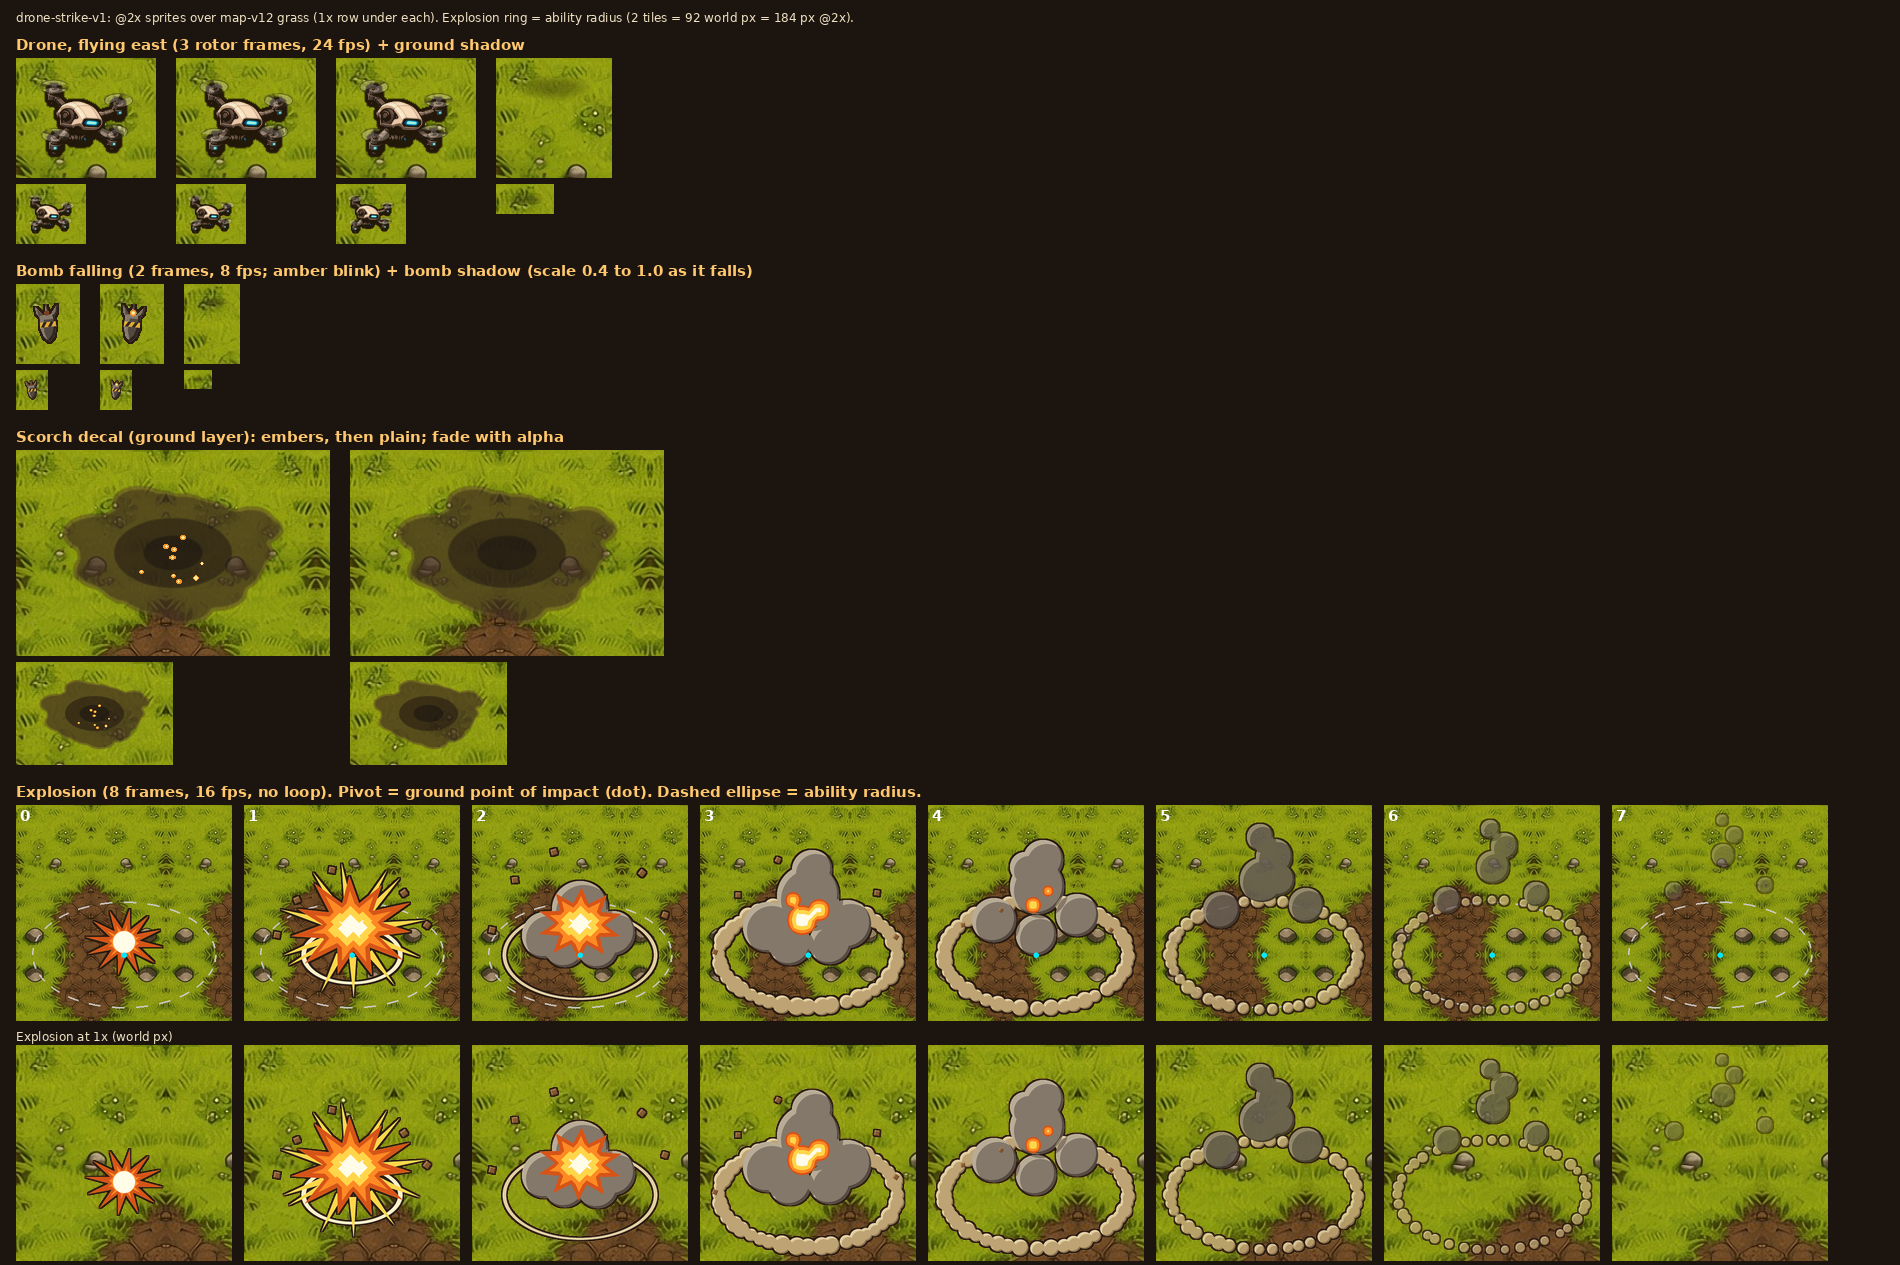 drone-strike-v1: @2x sprites over map-v12 grass (1x row under each). Explosion ring = ability radius (2 tiles = 92 world px = 184 px @2x).
Drone, flying east (3 rotor frames, 24 fps) + ground shadow
Bomb falling (2 frames, 8 fps; amber blink) + bomb shadow (scale 0.4 to 1.0 as it falls)
Scorch decal (ground layer): embers, then plain; fade with alpha
Explosion (8 frames, 16 fps, no loop). Pivot = ground point of impact (dot). Dashed ellipse = ability radius.
0 1 2 3 4 5 6 7
Explosion at 1x (world px)